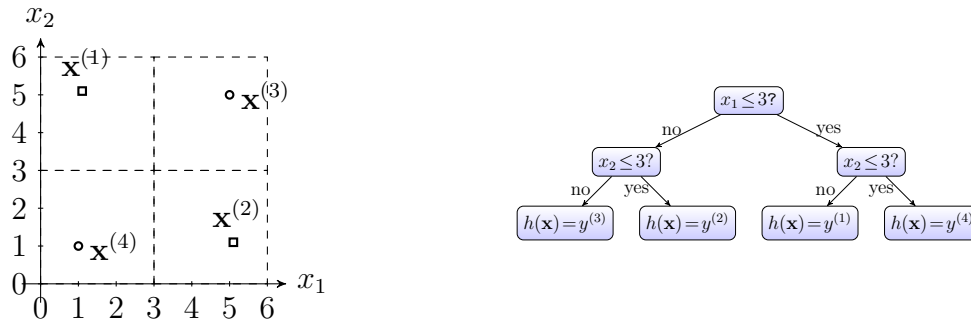 x₂
6
5
4
3
2
1
0
0 1 2 3 4 5 6
x₁
x⁽¹⁾
x⁽³⁾
x⁽²⁾
x⁽⁴⁾
x₁≤3?
no
yes
x₂≤3?
x₂≤3?
no
yes
no
yes
h(x)=y⁽³⁾
h(x)=y⁽²⁾
h(x)=y⁽¹⁾
h(x)=y⁽⁴⁾